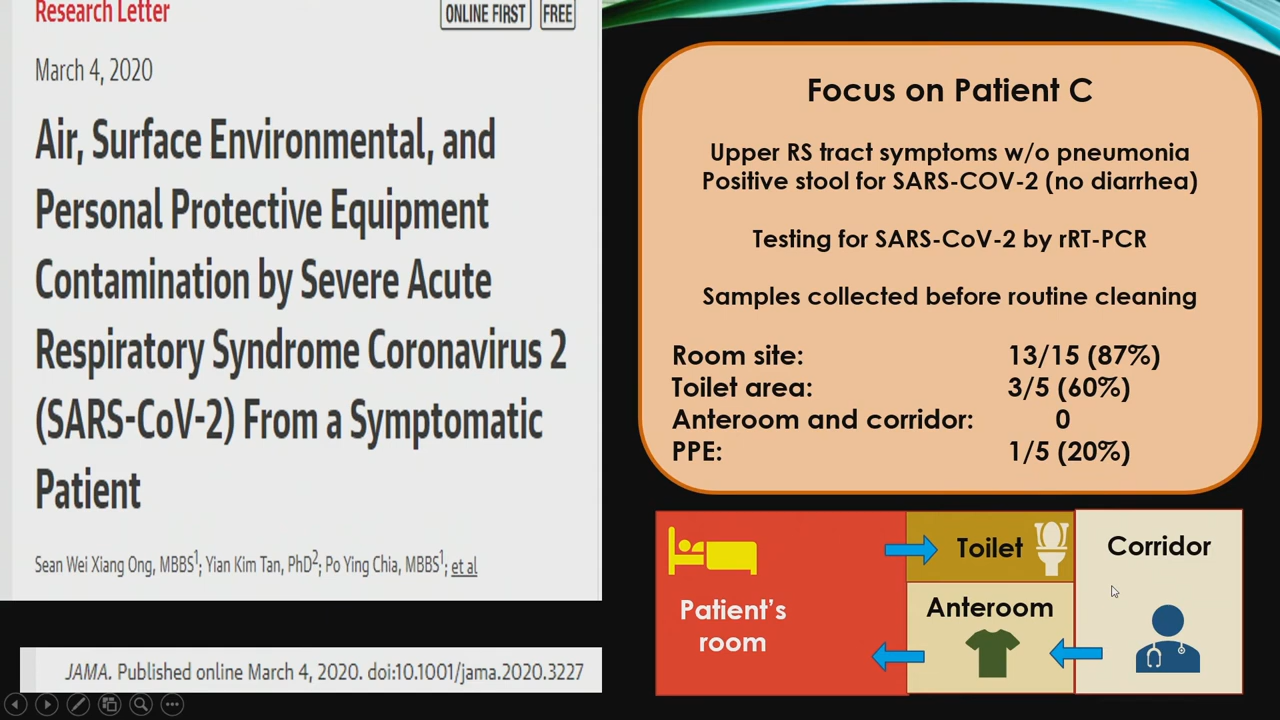 Research Letter
ONLINE FIRST
FREE
March 4, 2020
Air, Surface Environmental, and
Personal Protective Equipment
Contamination by Severe Acute
Respiratory Syndrome Coronavirus 2
(SARS-CoV-2) From a Symptomatic
Patient
Sean Wei Xiang Ong, MBBS1; Yian Kim Tan, PhD2; Po Ying Chia, MBBS1; et al
JAMA. Published online March 4, 2020. doi:10.1001/jama.2020.3227
Focus on Patient C
Upper RS tract symptoms w/o pneumonia
Positive stool for SARS-COV-2 (no diarrhea)
Testing for SARS-CoV-2 by rRT-PCR
Samples collected before routine cleaning
Room site: 13/15 (87%)
Toilet area: 3/5 (60%)
Anteroom and corridor: 0
PPE: 1/5 (20%)
Patient's
room
Toilet
Anteroom
Corridor